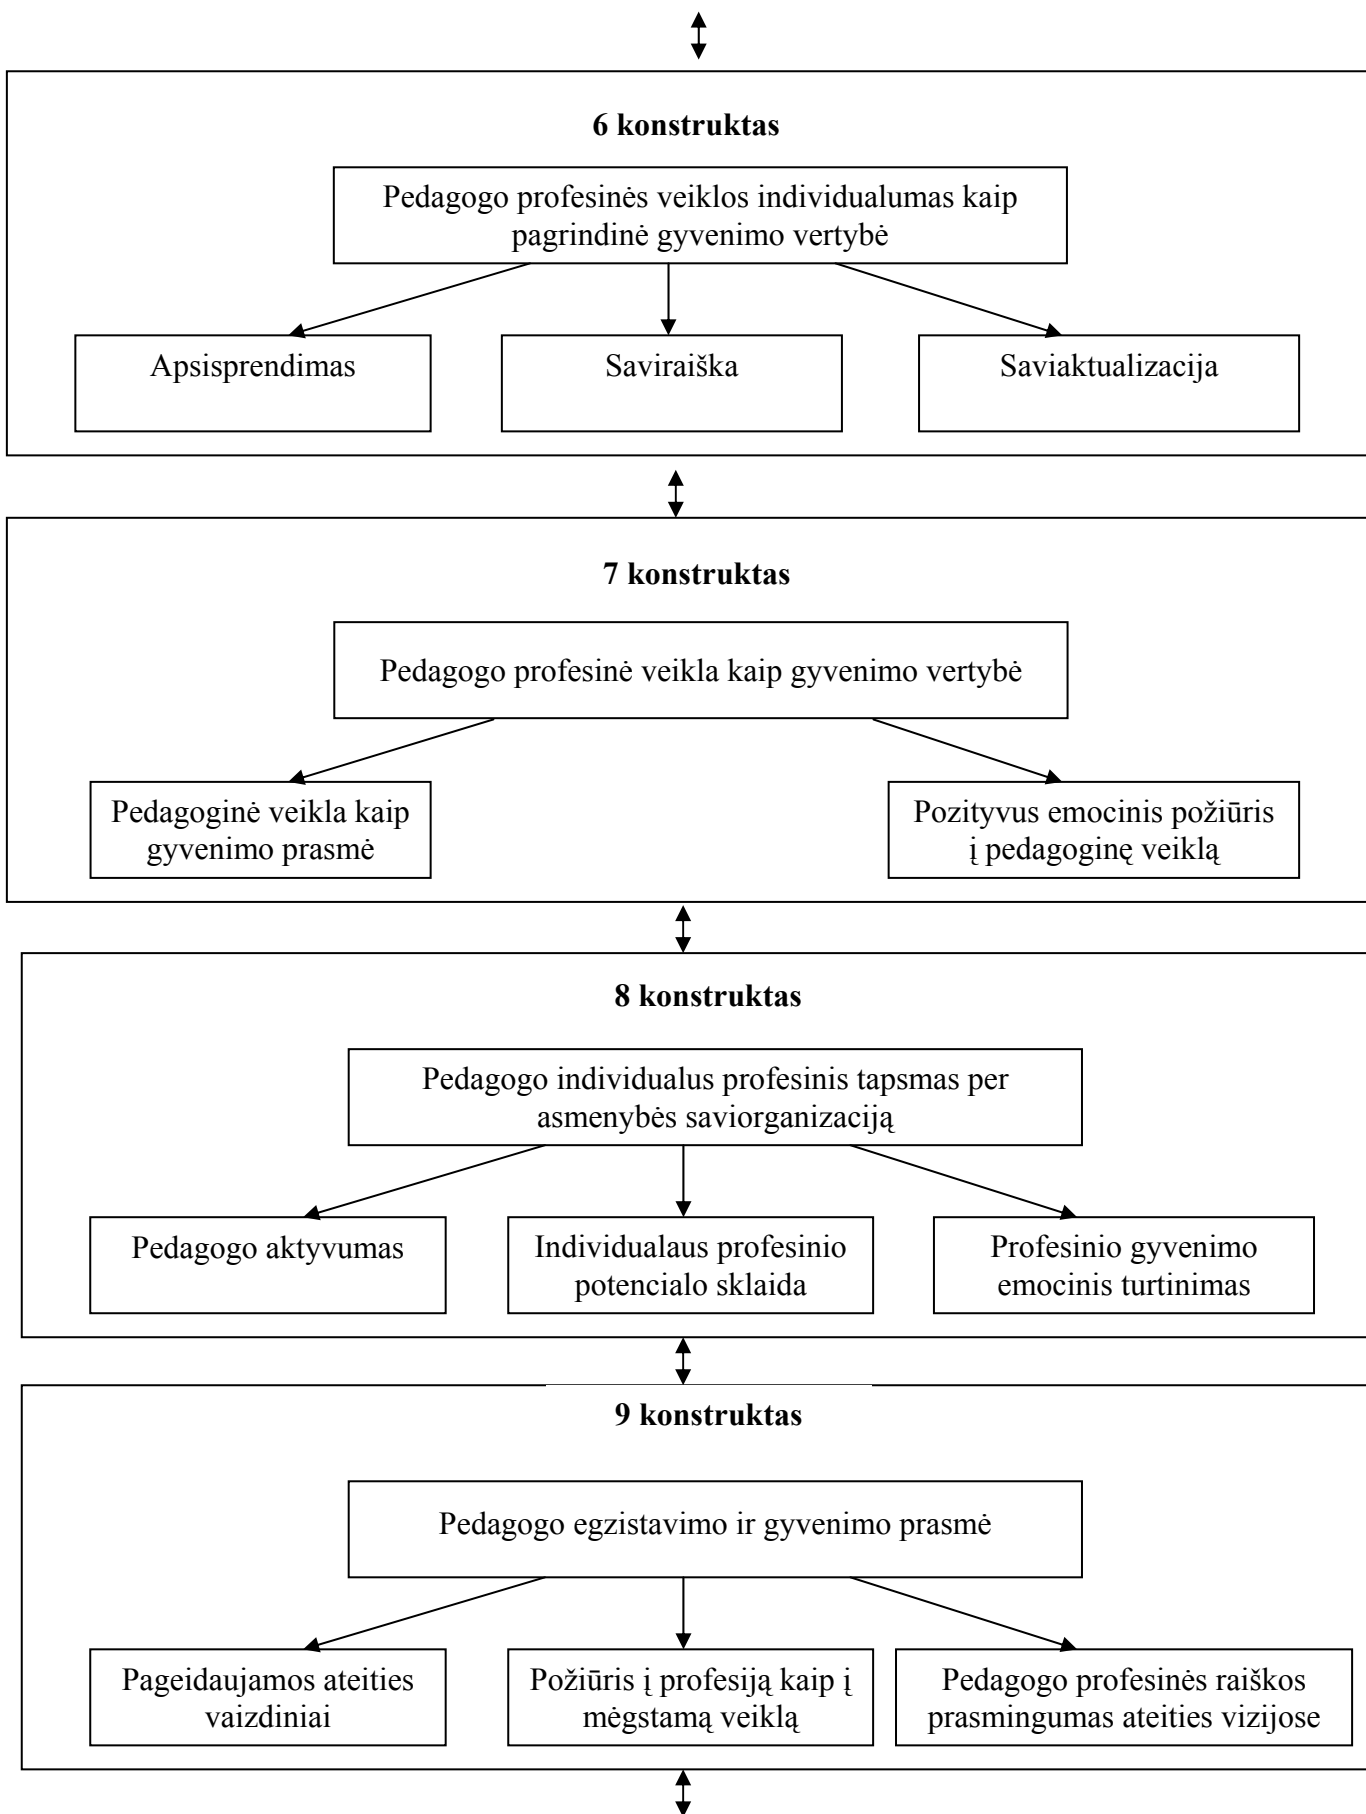 6 konstruktas
Pedagogo profesinės veiklos individualumas kaip
pagrindinė gyvenimo vertybė
Apsisprendimas
Saviraiška
Saviaktualizacija
7 konstruktas
Pedagogo profesinė veikla kaip gyvenimo vertybė
Pedagoginė veikla kaip
gyvenimo prasmė
Pozityvus emocinis požiūris
į pedagoginę veiklą
8 konstruktas
Pedagogo individualus profesinis tapsmas per
asmenybės saviorganizaciją
Pedagogo aktyvumas
Individualaus profesinio
potencialo sklaida
Profesinio gyvenimo
emocinis turtinimas
9 konstruktas
Pedagogo egzistavimo ir gyvenimo prasmė
Pageidaujamos ateities
vaizdiniai
Požiūris į profesiją kaip į
mėgstamą veiklą
Pedagogo profesinės raiškos
prasmingumas ateities vizijose